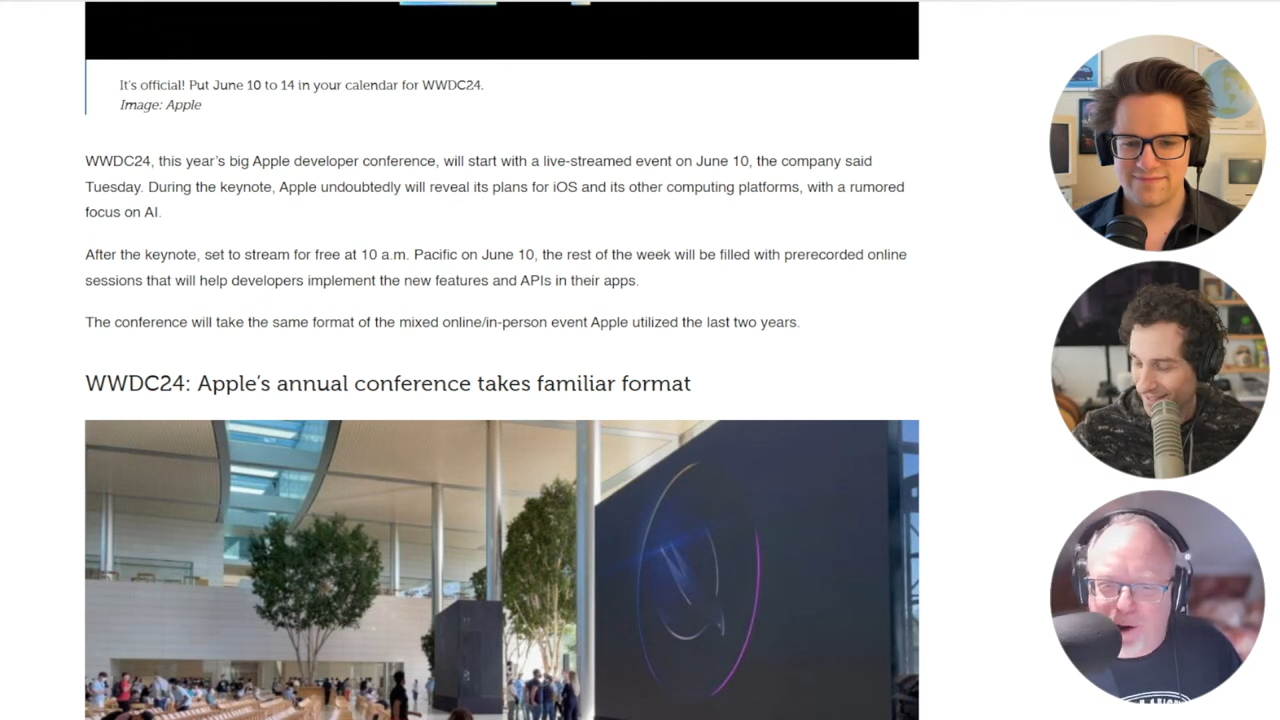 It's official! Put June 10 to 14 in your calendar for WWDC24.
Image: Apple
WWDC24, this year's big Apple developer conference, will start with a live-streamed event on June 10, the company said
Tuesday. During the keynote, Apple undoubtedly will reveal its plans for iOS and its other computing platforms, with a rumored
focus on AI.
After the keynote, set to stream for free at 10 a.m. Pacific on June 10, the rest of the week will be filled with prerecorded online
sessions that will help developers implement the new features and APIs in their apps.
The conference will take the same format of the mixed online/in-person event Apple utilized the last two years.
WWDC24: Apple's annual conference takes familiar format